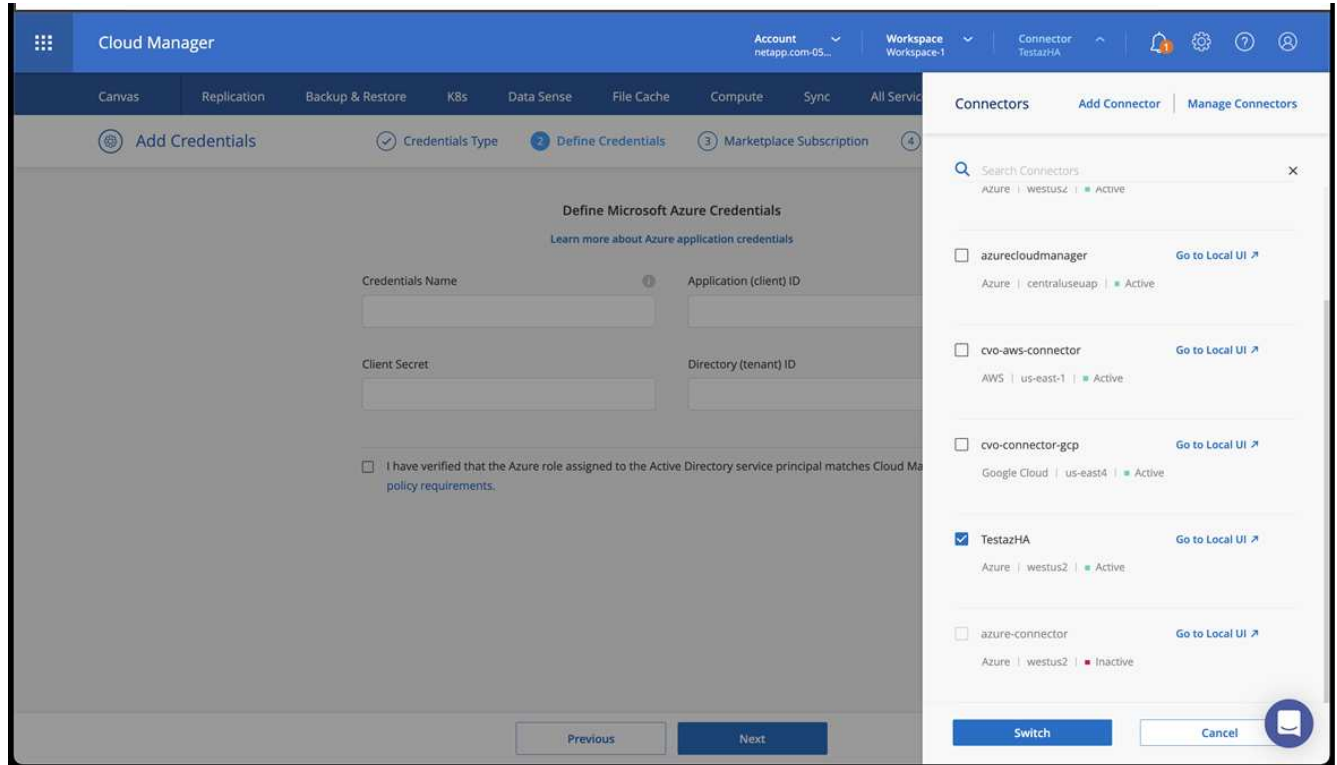 Cloud Manager
Account
netapp.com-05...
Workspace
Workspace-1
Connector
TestazHA
1
Canvas Replication Backup & Restore K8s Data Sense File Cache Compute Sync All Servic
Add Credentials
Credentials Type 2 Define Credentials 3 Marketplace Subscription 4
Define Microsoft Azure Credentials
Learn more about Azure application credentials
Credentials Name
Application (client) ID
Client Secret
Directory (tenant) ID
I have verified that the Azure role assigned to the Active Directory service principal matches Cloud Ma
policy requirements.
Previous Next
Connectors Add Connector | Manage Connectors
Search Connectors
Azure | westus2 | Active
azurecloudmanager Go to Local UI
Azure | centraluseuap | Active
cvo-aws-connector Go to Local UI
AWS | us-east-1 | Active
cvo-connector-gcp Go to Local UI
Google Cloud | us-east4 | Active
TestazHA Go to Local UI
Azure | westus2 | Active
azure-connector Go to Local UI
Azure | westus2 | Inactive
Switch Cancel